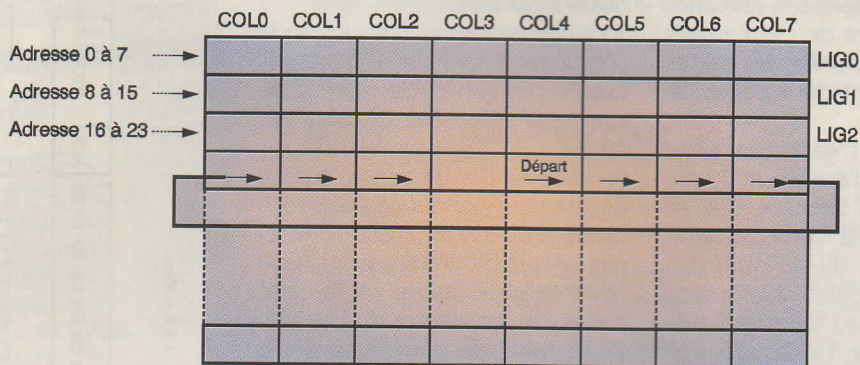 COL0 COL1 COL2 COL3 COL4 COL5 COL6 COL7
Adresse 0 à 7 LIG0
Adresse 8 à 15 LIG1
Adresse 16 à 23 LIG2
Départ